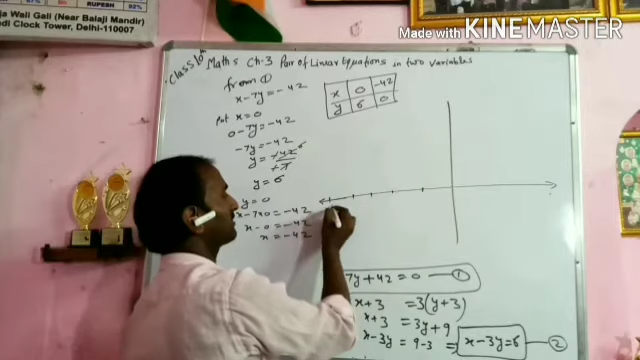 ja Wali Gali (Near Balaji Mandir)
di Clock Tower, Delhi-110007
RUPESH
Made with KINEMASTER
Class 10th Maths Ch-3 Pair of Linear Equations in two variables
from ①
x-7y=-42
put x=0
0-7y=-42
-7y=-42
y=6
y=0
x-7x0=-42
x-0=-42
x=-42
x 0 -42
y 6 0
7y+42=0 ①
x+3 =3(y+3)
x+3 =3y+9
x-3y=9-3 = x-3y=6 ②